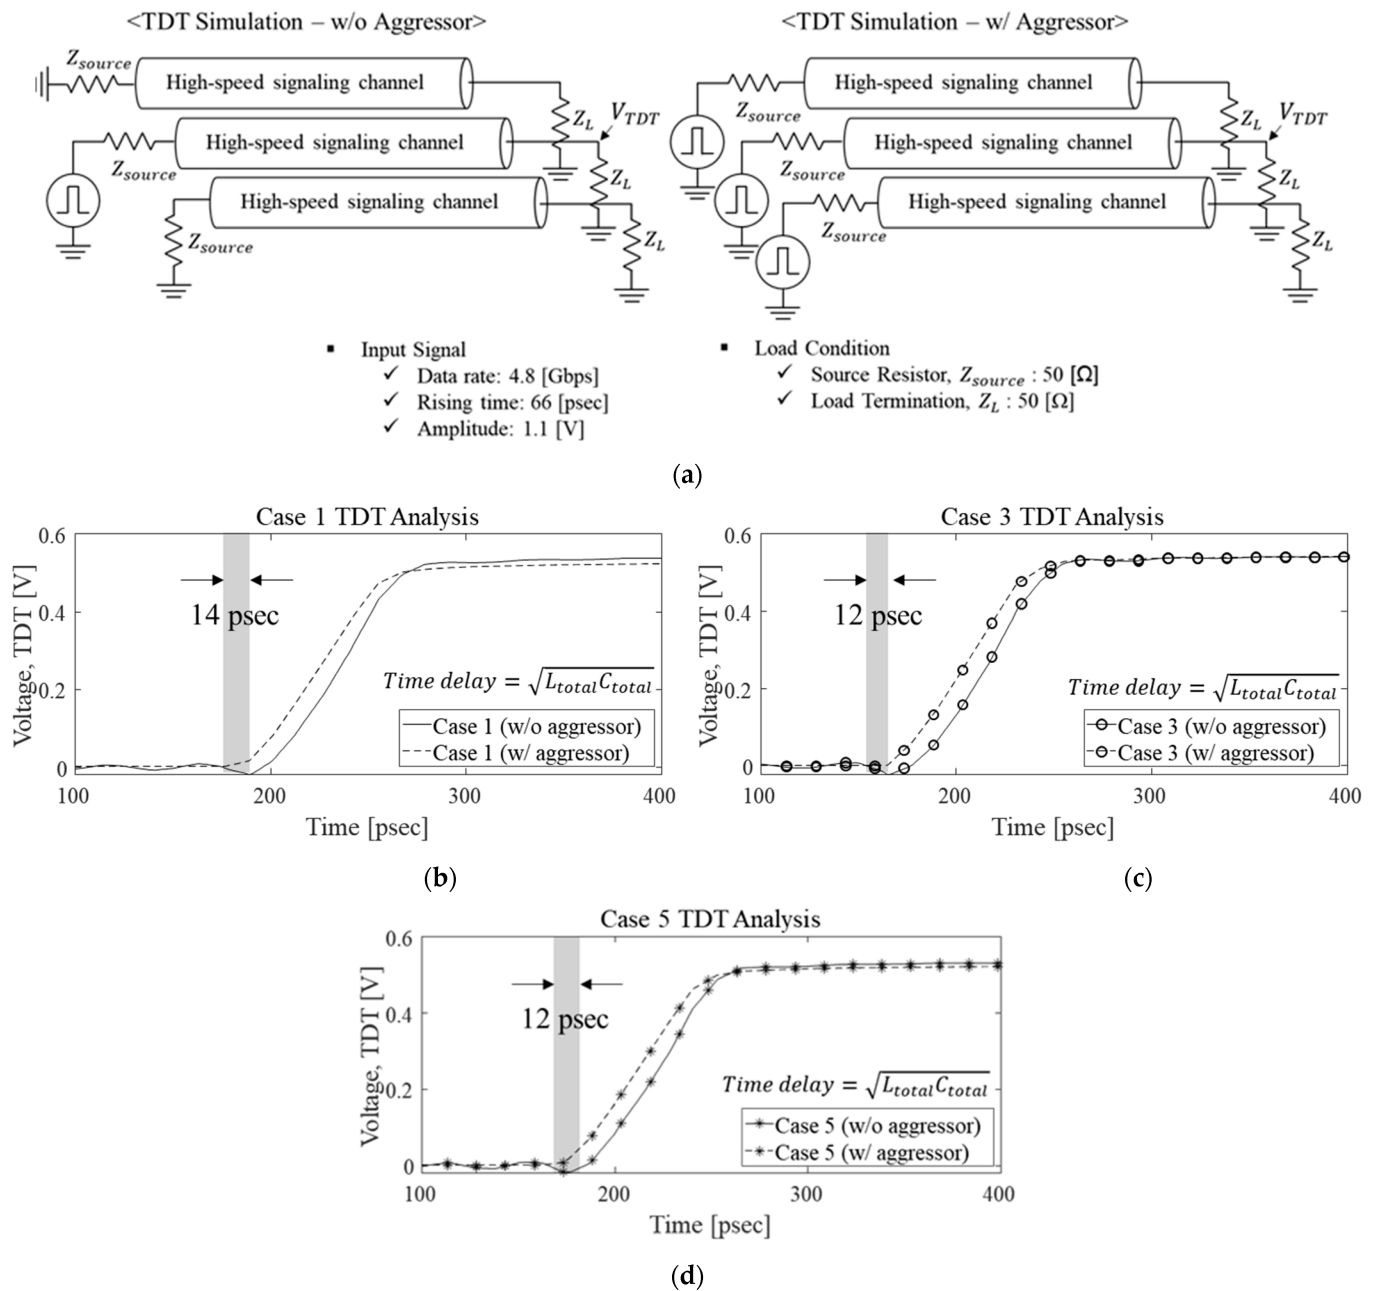 <TDT Simulation – w/o Aggressor>
<TDT Simulation – w/ Aggressor>
Z_source
High-speed signaling channel
Z_L
V_TDT
High-speed signaling channel
Z_source
Z_L
High-speed signaling channel
Z_source
Z_L
High-speed signaling channel
Z_source
Z_L
V_TDT
High-speed signaling channel
Z_source
Z_L
High-speed signaling channel
Z_source
Z_L
▪ Input Signal
✓ Data rate: 4.8 [Gbps]
✓ Rising time: 66 [psec]
✓ Amplitude: 1.1 [V]
▪ Load Condition
✓ Source Resistor, Z_source : 50 [Ω]
✓ Load Termination, Z_L : 50 [Ω]
(a)
Case 1 TDT Analysis
Voltage, TDT [V]
0.6
0.4
0.2
0
14 psec
Time delay = √L_total C_total
Case 1 (w/o aggressor)
Case 1 (w/ aggressor)
100 200 300 400
Time [psec]
(b)
Case 3 TDT Analysis
Voltage, TDT [V]
0.6
0.4
0.2
0
12 psec
Time delay = √L_total C_total
Case 3 (w/o aggressor)
Case 3 (w/ aggressor)
100 200 300 400
Time [psec]
(c)
Case 5 TDT Analysis
Voltage, TDT [V]
0.6
0.4
0.2
0
12 psec
Time delay = √L_total C_total
Case 5 (w/o aggressor)
Case 5 (w/ aggressor)
100 200 300 400
Time [psec]
(d)